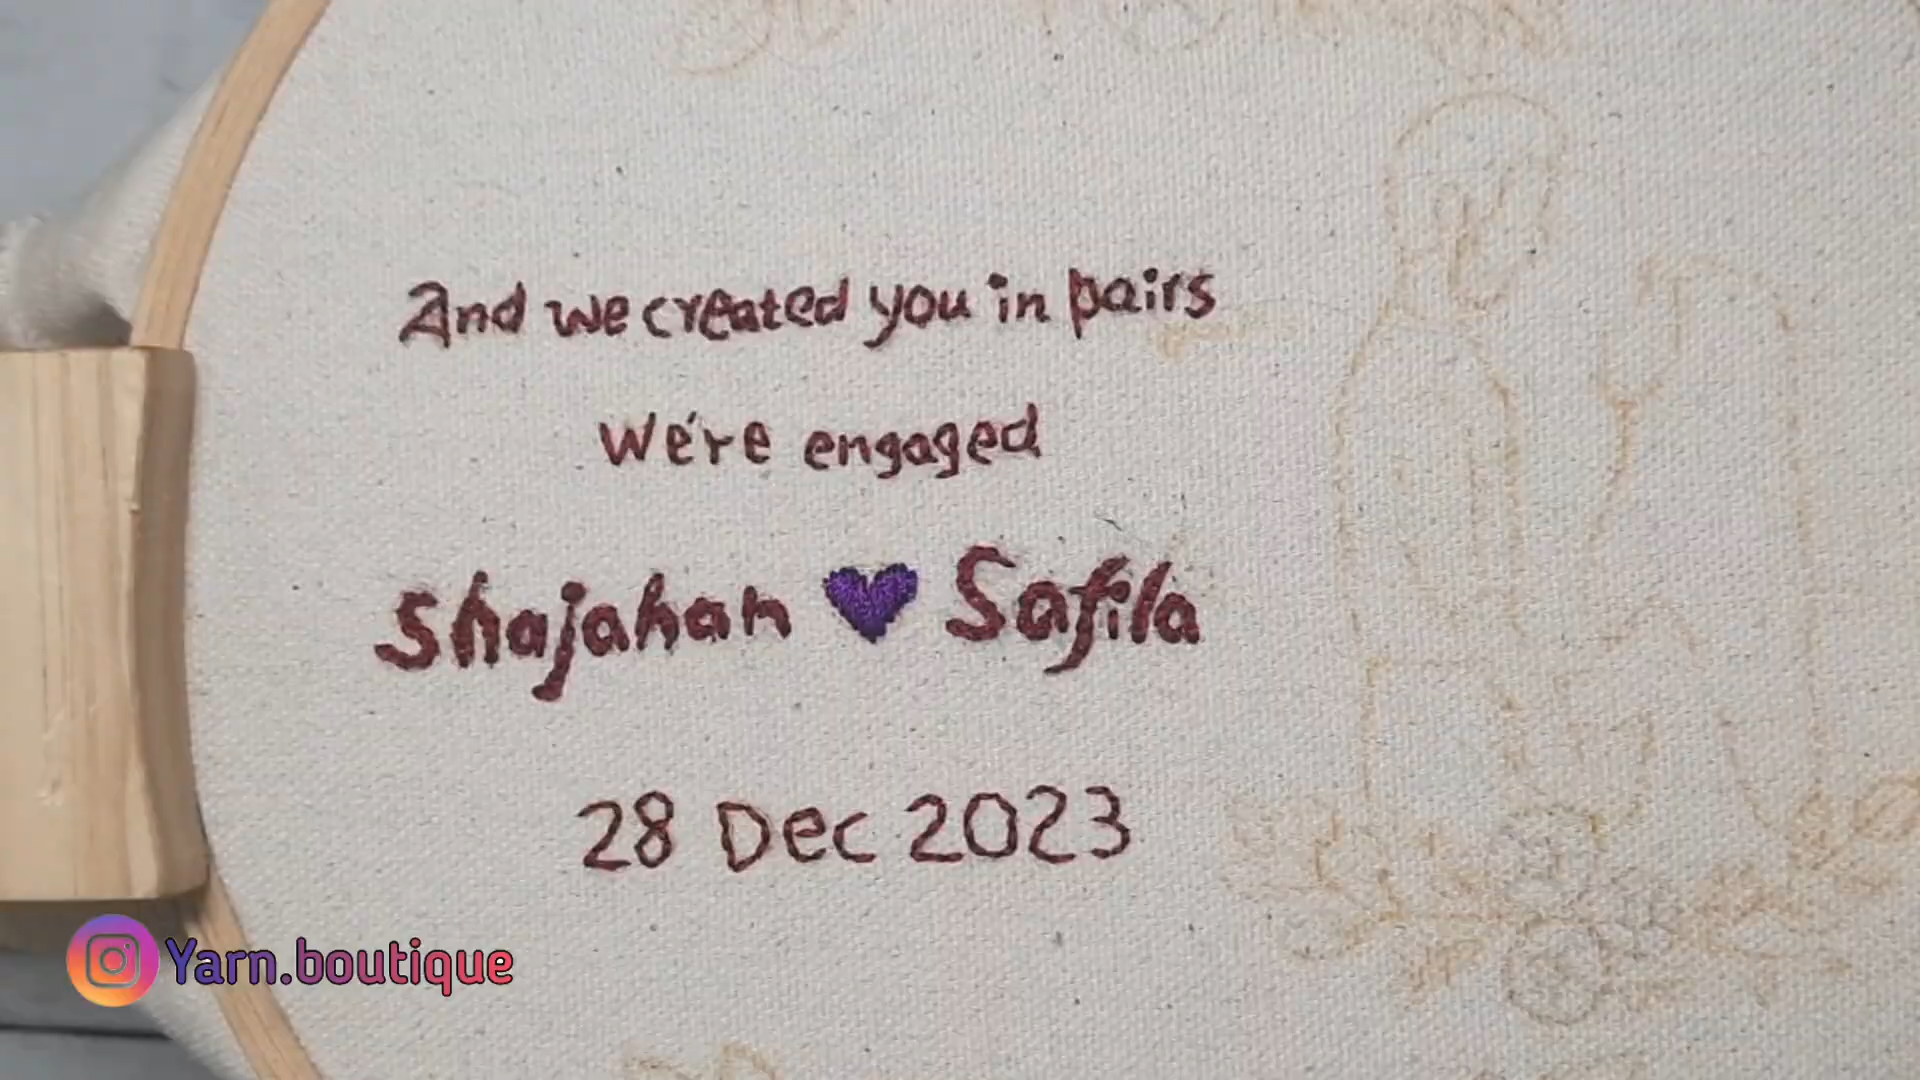 And we created you in pairs
We're engaged
Shajahan 💜 Safila
28 Dec 2023
Yarn.boutique